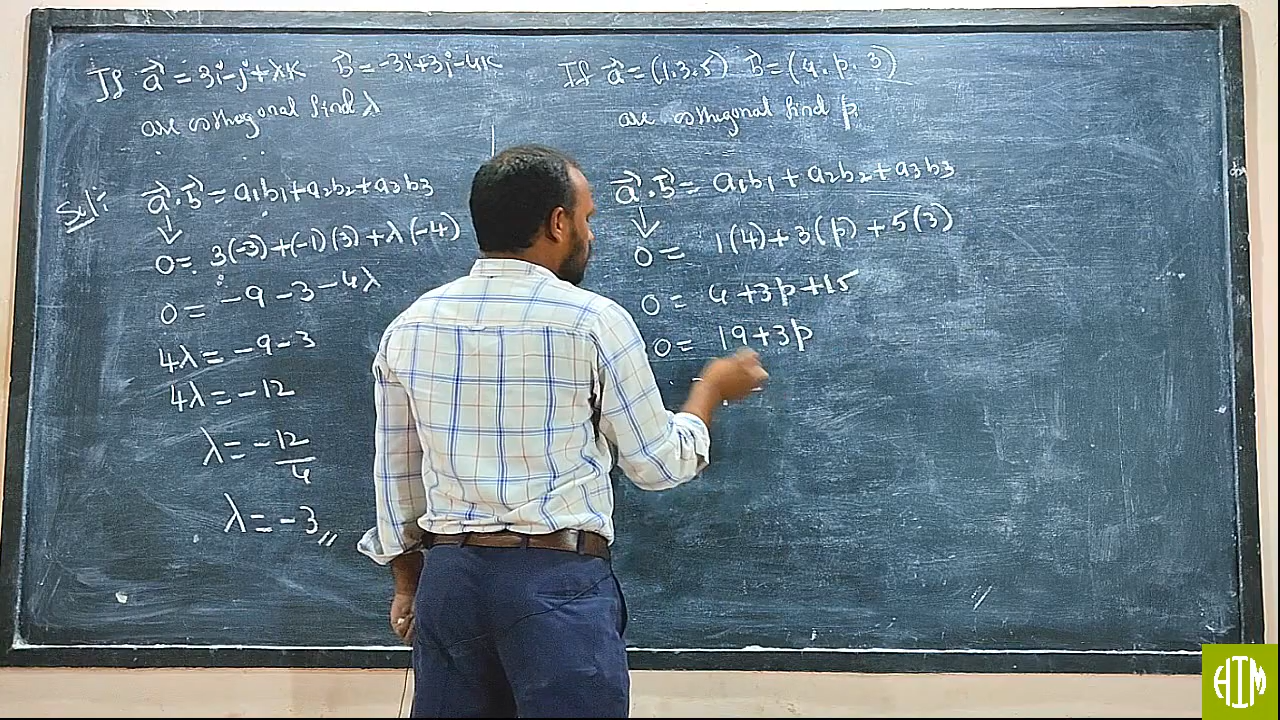 If a⃗ = 3i - j + λK B⃗ = -3i + 3j - 4K
are orthogonal find λ
Sol:- a⃗ . B⃗ = a1b1 + a2b2 + a3b3
0 = 3(-3) + (-1)(3) + λ(-4)
0 = -9 - 3 - 4λ
4λ = -9 - 3
4λ = -12
λ = -12/4
λ = -3 //
If a⃗ = (1, 3, 5) B⃗ = (4, p, 3)
are orthogonal find p.
a⃗ . B⃗ = a1b1 + a2b2 + a3b3
0 = 1(4) + 3(p) + 5(3)
0 = 4 + 3p + 15
0 = 19 + 3p
HIM